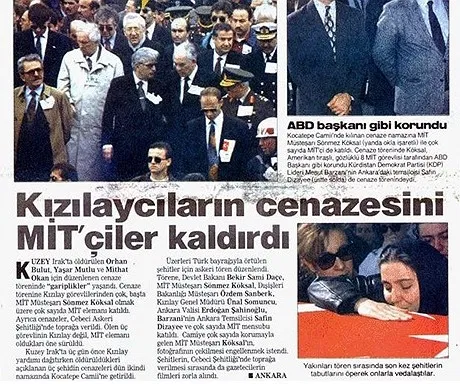 ABD başkanı gibi korundu
Kocatepe Camii'nde kılınan cenaze namazına MİT
Müsteşarı Sönmez Köksal (yanda okla işaretli) ile çok
sayıda MİT'çi de katıldı. Cenaze töreninde Köksal,
Amerikan tıraşlı, gözlüklü 8 MİT görevlisi tarafından ABD
Başkanı gibi korundu Kürdistan Demokrat Partisi (KDP)
Lideri Mesut Barzani'nin Ankara'daki temsilcisi Safin
Dizayee (üstte solda) de cenaze törenindeydi.
Kızılaycıların cenazesini
MİT'çiler kaldırdı
KUZEY Irak'ta öldürülen Orhan
Bulut, Yaşar Mutlu ve Mithat
Okan için düzenlenen cenaze
töreninde "gariplikler" yaşandı. Cenaze
törenine Kızılay görevlilerinden çok, başta
MİT Müsteşarı Sönmez Köksal olmak
üzere çok sayıda MİT elemanı katıldı.
Ayrıca cenazeler, Cebeci Askeri
Şehitliği'nde toprağa verildi. Ölen üç
görevlinin Kızılay değil, MİT elemanı
oldukları öne sürüldü.
Kuzey Irak'ta üç gün önce Kızılay
yardımı dağıtırken öldürüldükleri
açıklanan üç şehidin cenazeleri dün ikindi
namazında Kocatepe Camii'ne getirildi.
Üzerleri Türk bayrağıyla örtülen
şehitler için askeri tören düzenlendi.
Törene, Devlet Bakanı Bekir Sami Daçe,
MİT Müsteşarı Sönmez Köksal, Dışişleri
Bakanlığı Müsteşarı Özdem Sanberk,
Kızılay Genel Müdürü Ünal Somuncu,
Ankara Valisi Erdoğan Şahinoğlu,
Barzani'nin Ankara Temsilcisi Safin
Dizayee ve çok sayıda MİT mensubu
katıldı. Camiye çok sayıda korumayla
gelen MİT Müsteşarı Köksal'ın,
fotoğrafının çekilmesi engellenmek istendi.
Şehitlerin, Cebeci Şehitliği'nde toprağa
verilmesi sırasında da gazetecilerin
filmleri zorla alındı. ■ ANKARA
Yakınları tören sırasında son kez şehitlerin
tabutlarını öperek onlarla vedalaştılar.